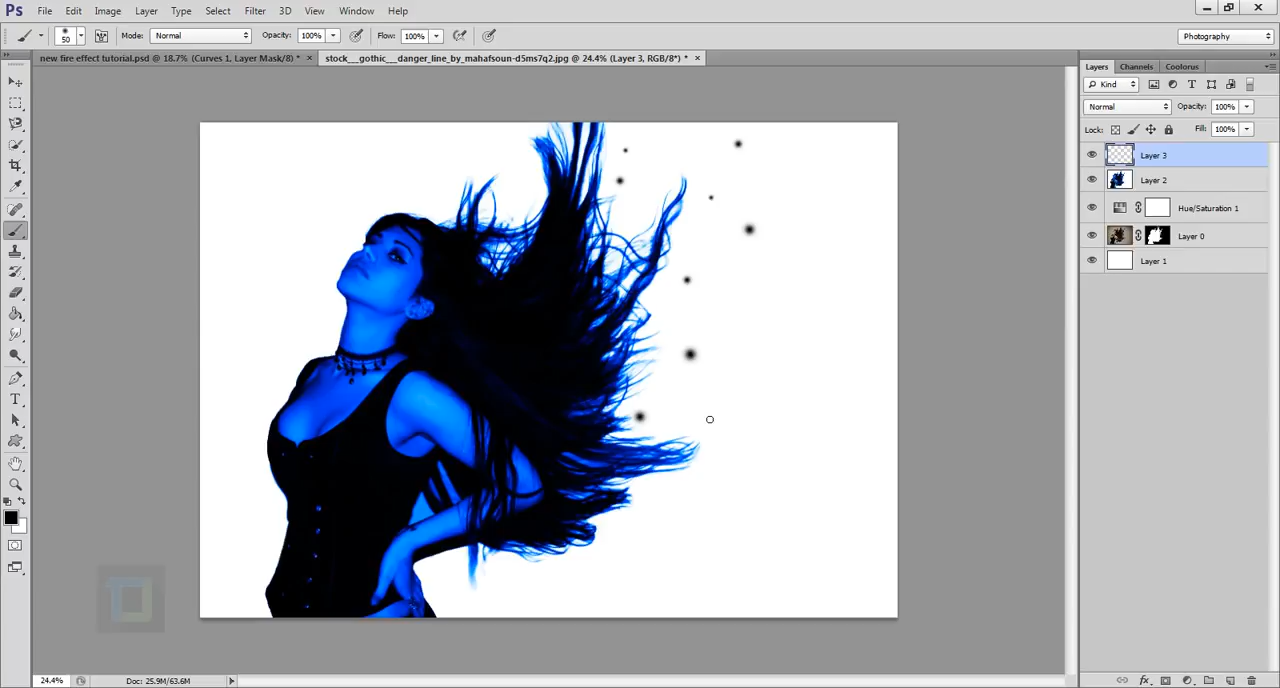 Ps File Edit Image Layer Type Select Filter 3D View Window Help
50 Mode: Normal Opacity: 100% Flow: 100% Photography
new fire effect tutorial.psd @ 18.7% (Curves 1, Layer Mask/8) * × stock___gothic___danger_line_by_mahafsoun-d5ms7q2.jpg @ 24.4% (Layer 3, RGB/8*) * ×
Layers Channels Coolorus
Kind
Normal Opacity: 100%
Lock: Fill: 100%
Layer 3
Layer 2
Hue/Saturation 1
Layer 0
Layer 1
24.4% Doc: 25.9M/63.6M